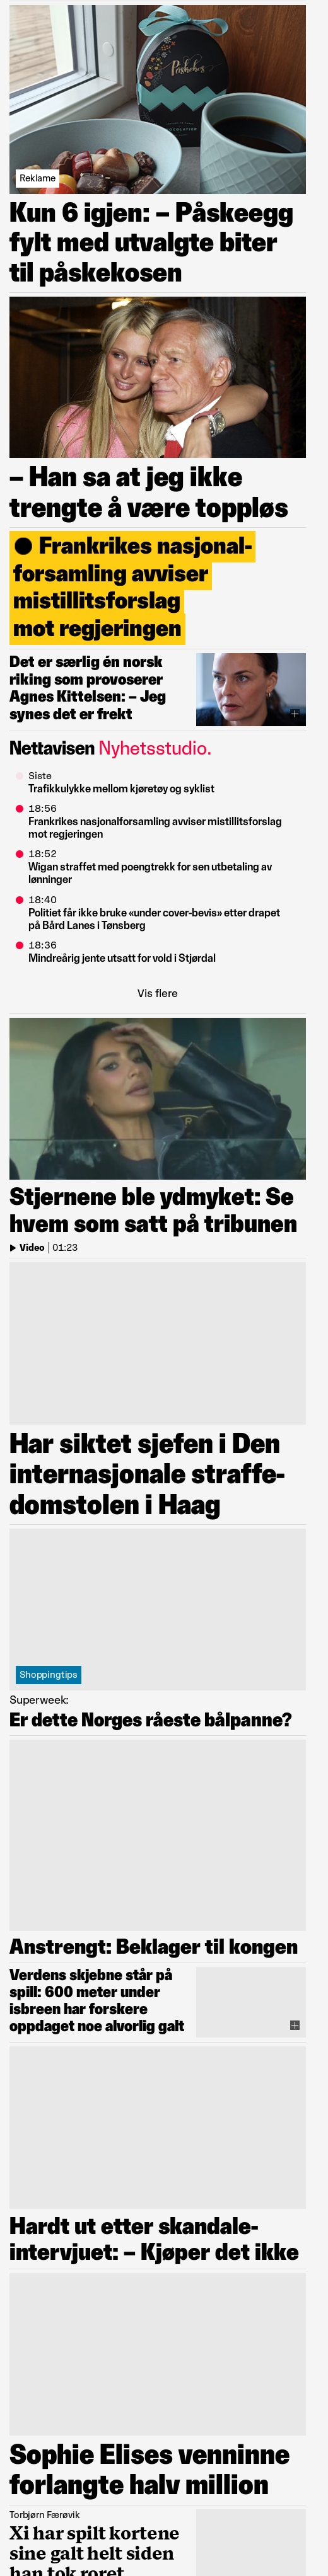 Påskebos
Reklame
Kun 6 igjen: – Påskeegg
fylt med utvalgte biter
til påskekosen
– Han sa at jeg ikke
trengte å være toppløs
Frankrikes nasjonal-
forsamling avviser
mistillitsforslag
mot regjeringen
Det er særlig én norsk
riking som provoserer
Agnes Kittelsen: – Jeg
synes det er frekt
Nettavisen Nyhetsstudio.
Siste
Trafikkulykke mellom kjøretøy og syklist
18:56
Frankrikes nasjonalforsamling avviser mistillitsforslag
mot regjeringen
18:52
Wigan straffet med poengtrekk for sen utbetaling av
lønninger
18:40
Politiet får ikke bruke «under cover-bevis» etter drapet
på Bård Lanes i Tønsberg
18:36
Mindreårig jente utsatt for vold i Stjørdal
Vis flere
Stjernene ble ydmyket: Se
hvem som satt på tribunen
Video | 01:23
Har siktet sjefen i Den
internasjonale straffe-
domstolen i Haag
Shoppingtips
Superweek:
Er dette Norges råeste bålpanne?
Anstrengt: Beklager til kongen
Verdens skjebne står på
spill: 600 meter under
isbreen har forskere
oppdaget noe alvorlig galt
Hardt ut etter skandale-
intervjuet: – Kjøper det ikke
Sophie Elises venninne
forlangte halv million
Torbjørn Færøvik
Xi har spilt kortene
sine galt helt siden
han tok roret